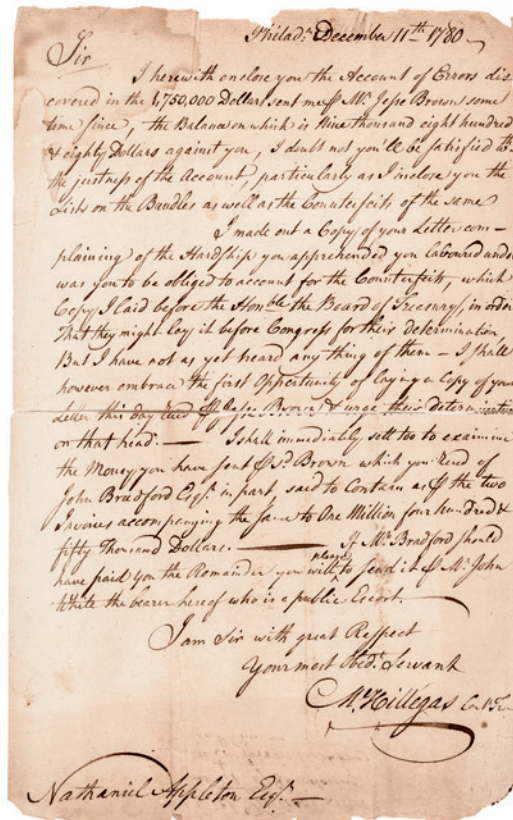 Philad.ª December 11th 1780
Sir
I herewith enclose you the Account of Errors dis
covered in the 1,750,000 Dollars sent me ⅌ Mr. Jesse Brown some
time since, the Balance on which is Nine thousand eight hundred
& eighty Dollars against you, I doubt not you'll be satisfied wth.
the justness of the Account, particularly as I inclose you the
Lists on the Bundles as well as the Counterfeits of the same
I made out a Copy of your Letter com-
plaining of the Hardship you apprehended you laboured under
was you to be obliged to account for the Counterfeits, which
Copy I laid before the Honble the Board of Treasury, in order
That they might lay it before Congress for their Determination,
But I have not as yet heard any thing of them – I shall
however embrace the first Opportunity of laying a Copy of your
Letter this day Recd ⅌ Jesse Brown & urge their determination
on that head. — I shall immediately sett too to examine
the Money you have sent ⅌ sd. Brown which you Recd of
John Bradford Esqr. in part, said to Contain as ⅌ the two
Invoices accompanying the same to One Million four hundred &
fifty Thousand Dollars. — If Mr. Bradford should
have paid you the Remainder you will please to send it ⅌ Mr. John
White the bearer hereof who is a public Escort. —
I am Sir with great Respect
Your most Obedt. Servant
M. Hillegas Cont. Trea
Nathaniel Appleton Esqr. —